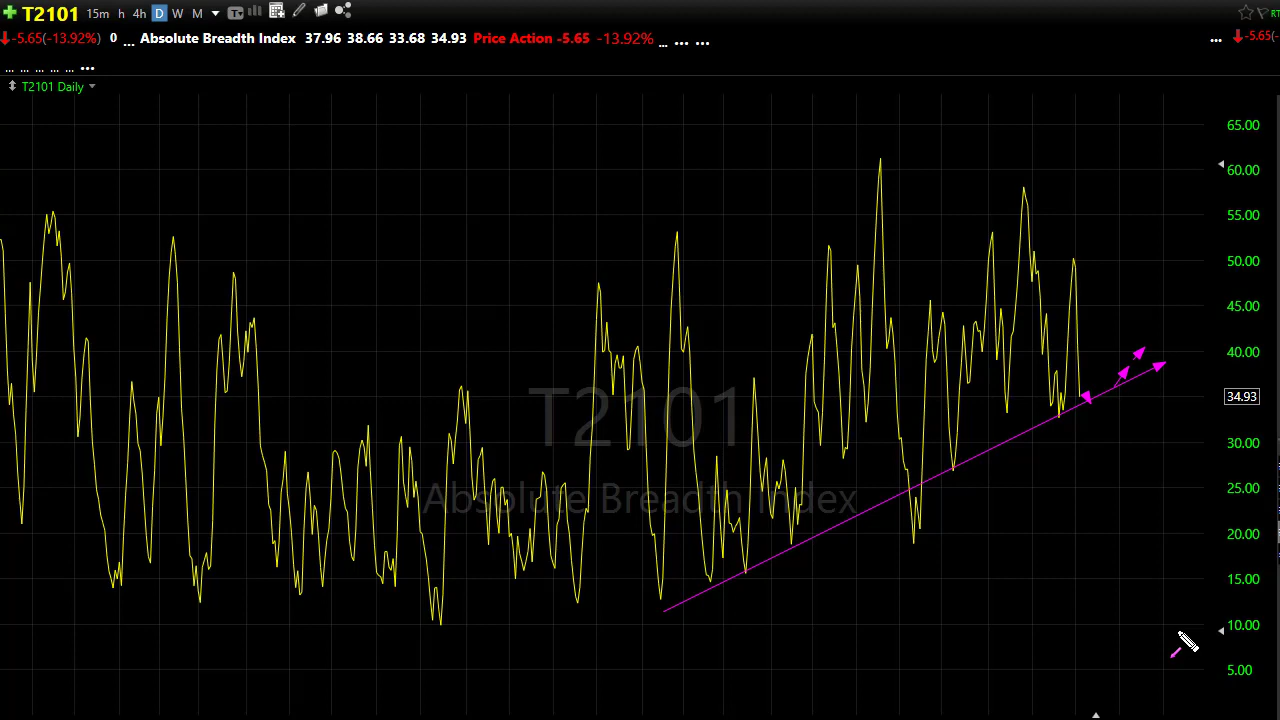 T2101 15m h 4h D W M T RT
-5.65(-13.92%) 0 ... Absolute Breadth Index 37.96 38.66 33.68 34.93 Price Action -5.65 -13.92% ... ... ... ... -5.65(-
... ... ... ... ... ...
T2101 Daily
65.00
60.00
55.00
50.00
45.00
40.00
T2101
34.93
30.00
Absolute Breadth Index
25.00
20.00
15.00
10.00
5.00